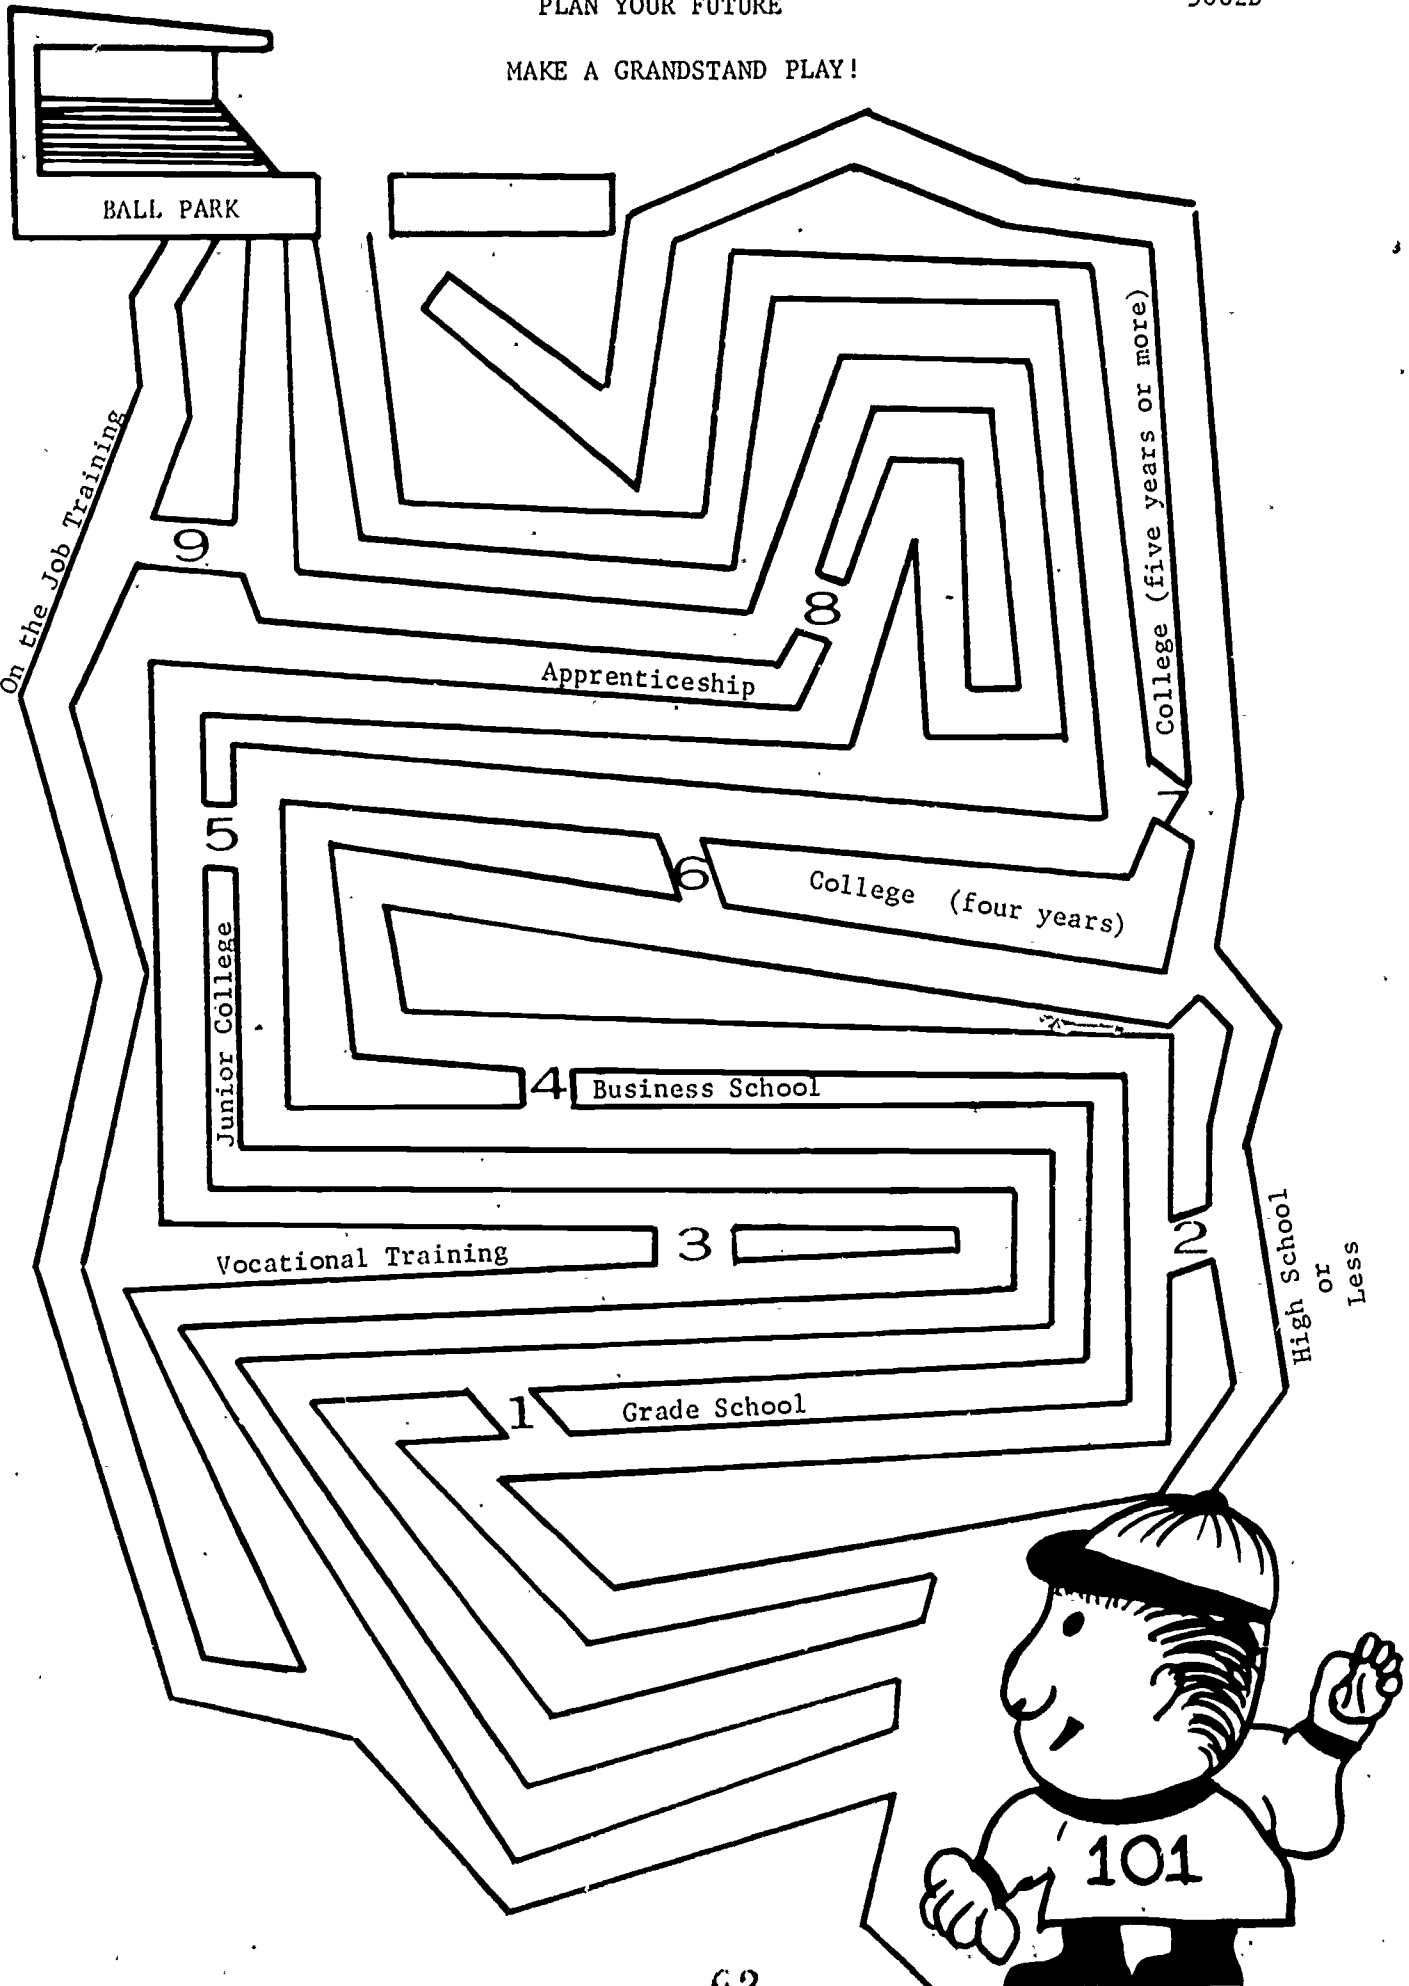 PLAN YOUR FUTURE
MAKE A GRANDSTAND PLAY!
BALL PARK
College (five years or more)
On the Job Training
9
8
Apprenticeship
7
5
6
College (four years)
Junior College
4
Business School
3
2
Vocational Training
High School
or
Less
1
Grade School
101